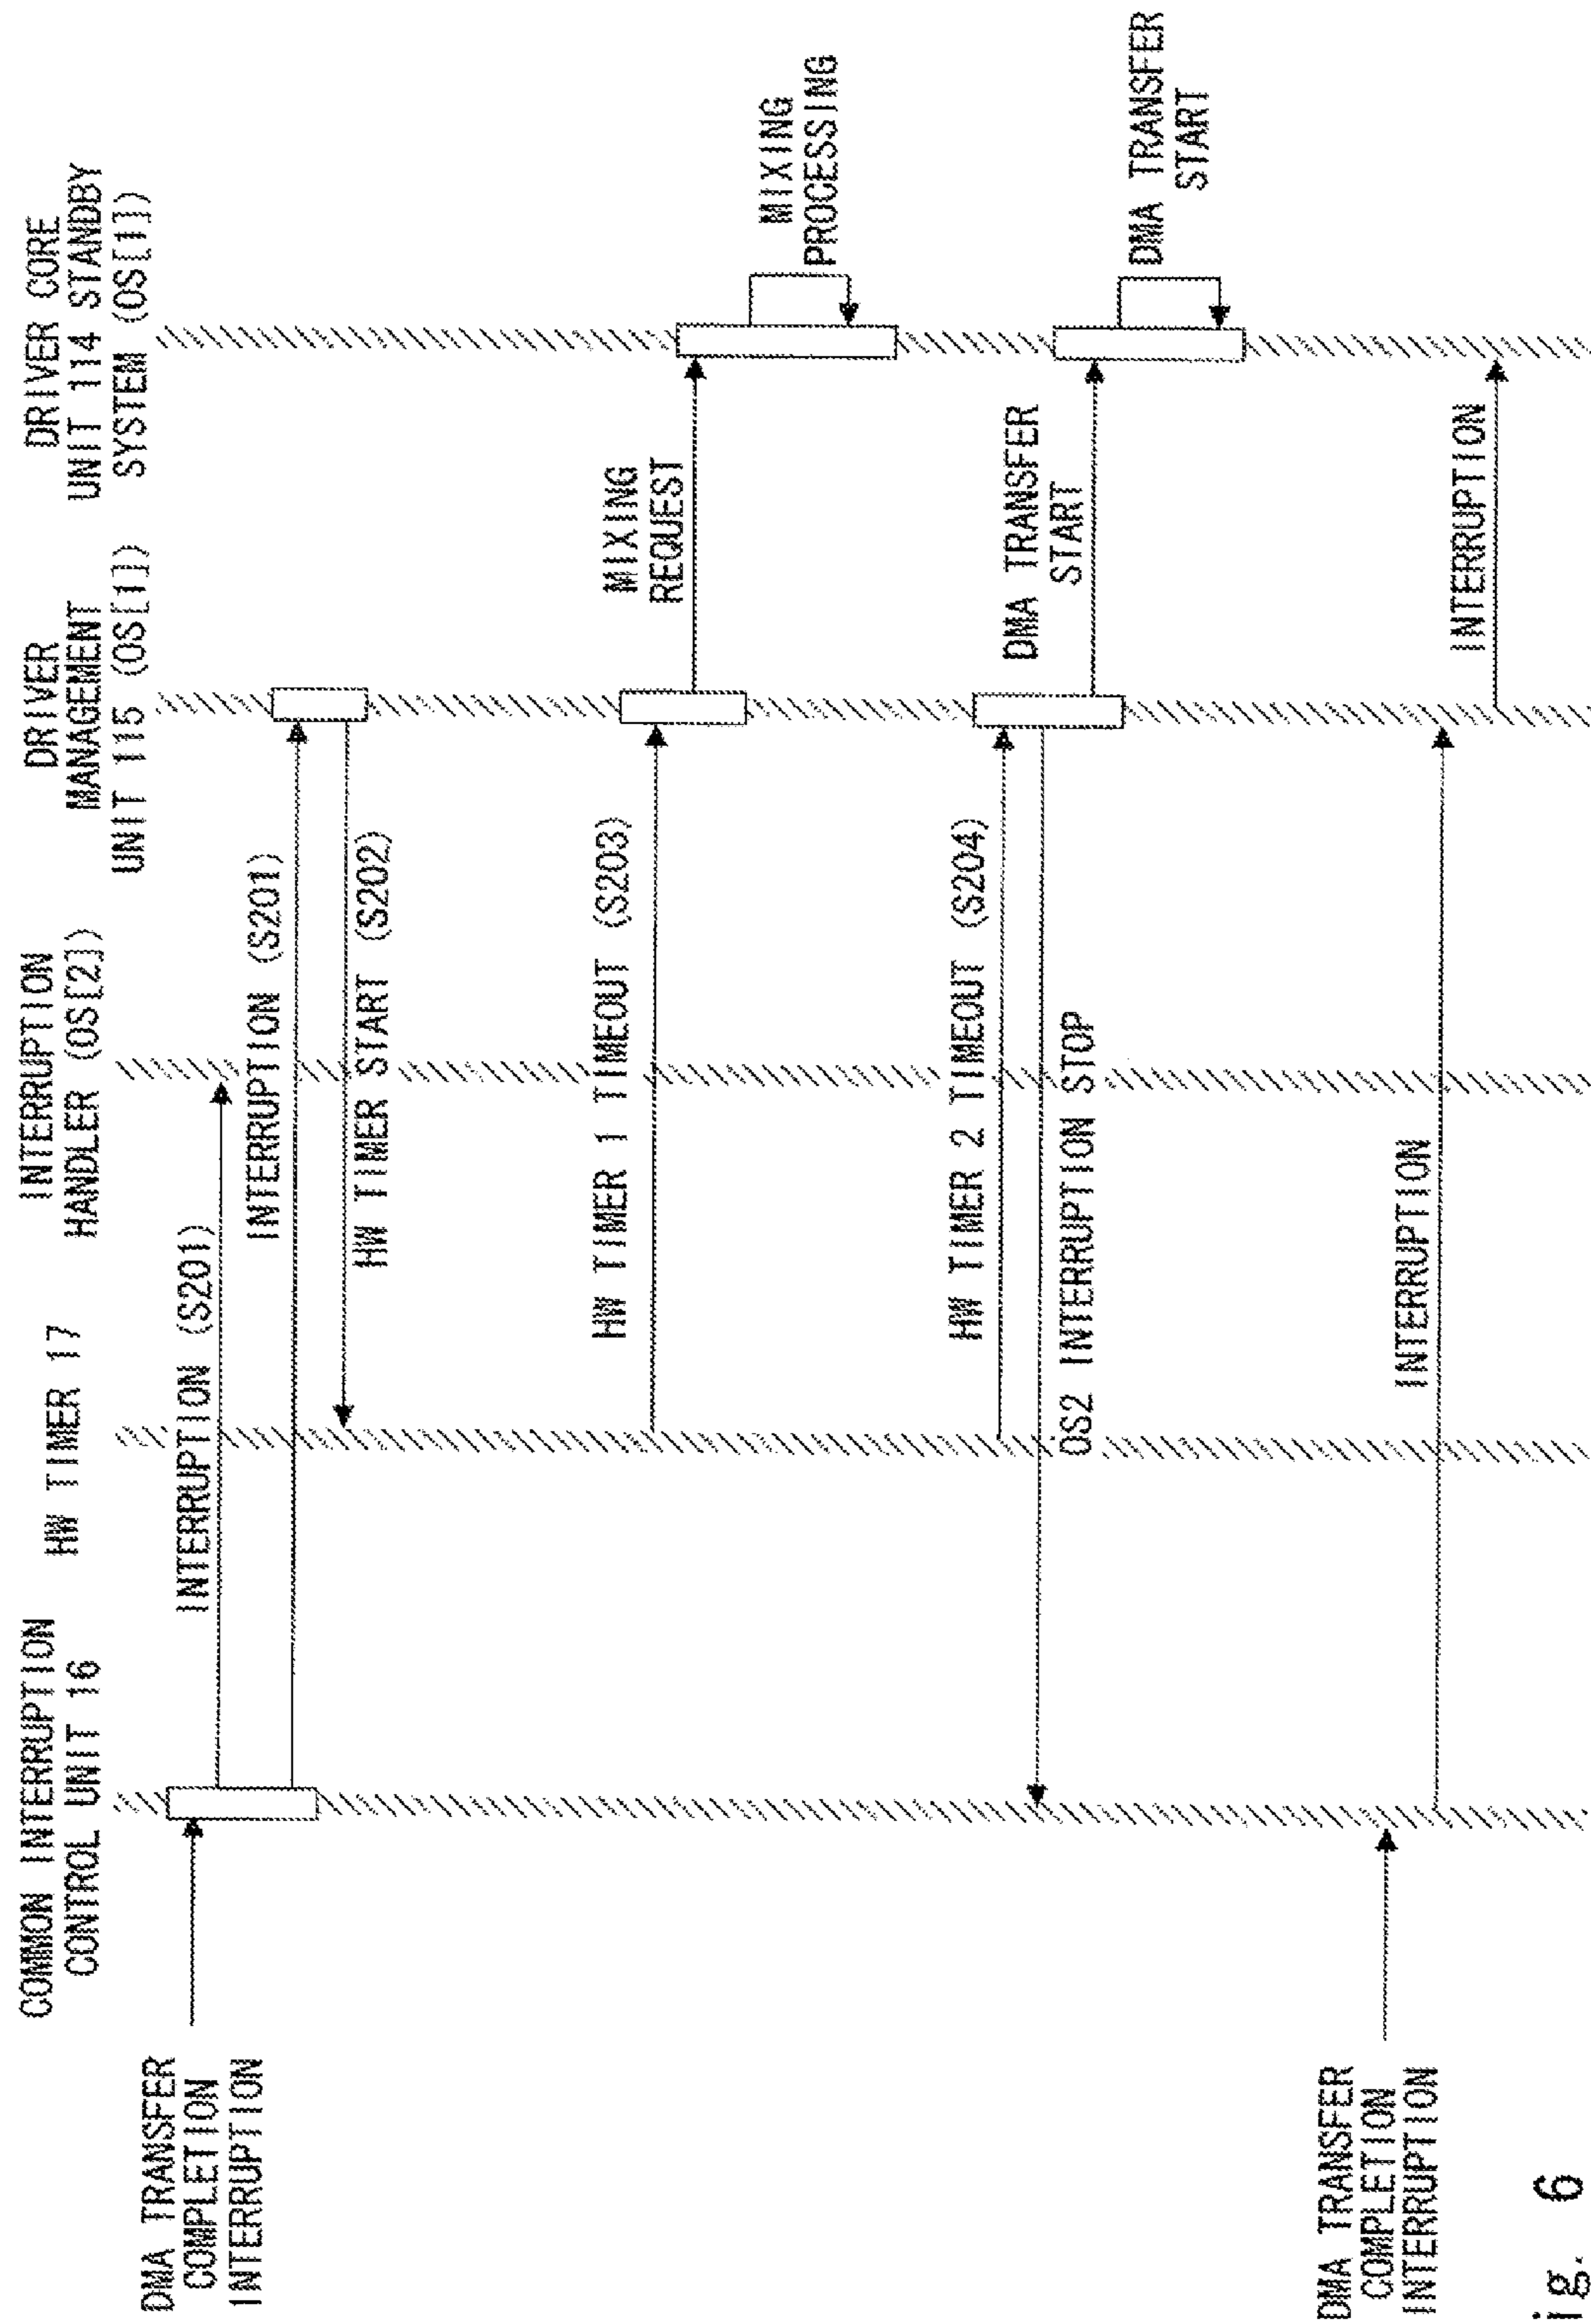 COMMON INTERRUPTION
CONTROL UNIT 16
HW TIMER 17
INTERRUPTION
HANDLER (OS[2])
DRIVER
MANAGEMENT
UNIT 115 (OS[1])
DRIVER CORE
UNIT 114 STANDBY
SYSTEM (OS[1])
DMA TRANSFER
COMPLETION
INTERRUPTION
INTERRUPTION (S201)
INTERRUPTION (S201)
HW TIMER START (S202)
HW TIMER 1 TIMEOUT (S203)
MIXING
REQUEST
MIXING
PROCESSING
HW TIMER 2 TIMEOUT (S204)
OS2 INTERRUPTION STOP
DMA TRANSFER
START
DMA TRANSFER
START
DMA TRANSFER
COMPLETION
INTERRUPTION
INTERRUPTION
INTERRUPTION
ig. 6